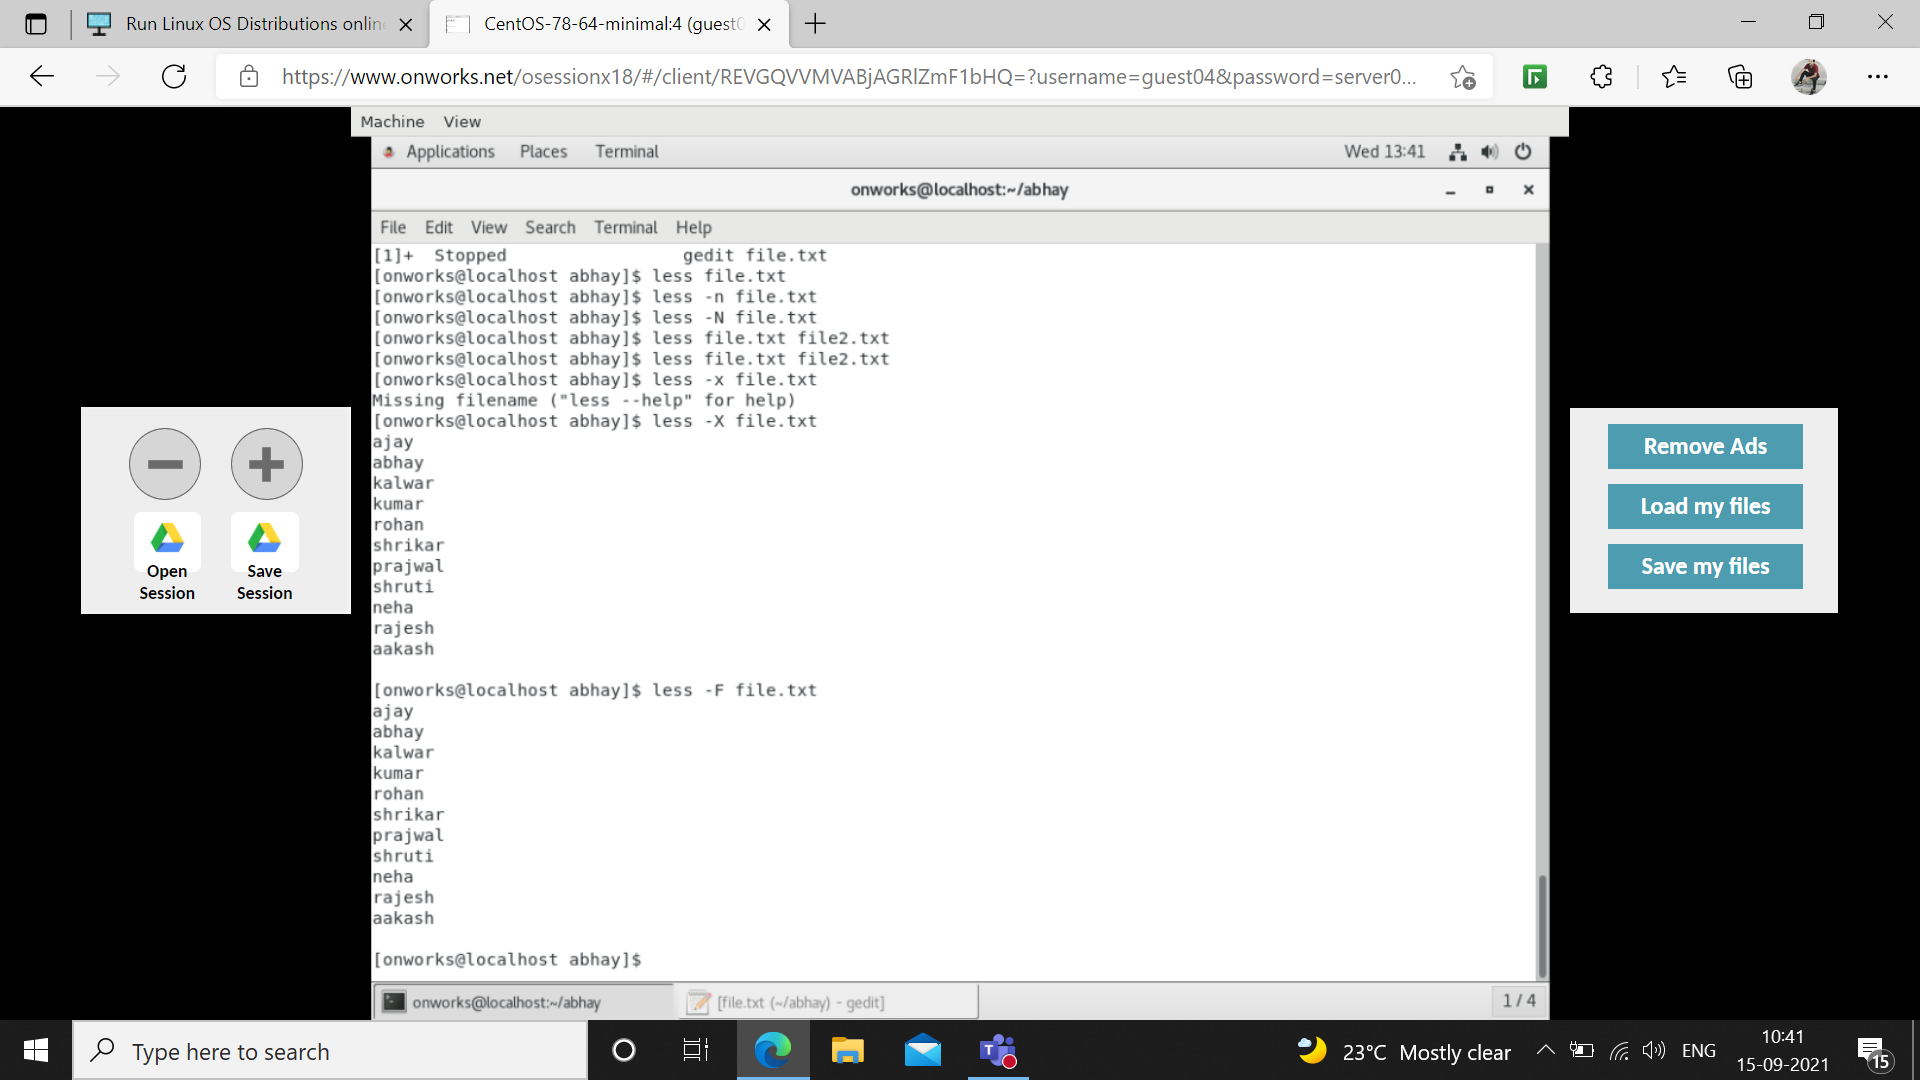 Run Linux OS Distributions onlin
CentOS-78-64-minimal:4 (guest0
https://www.onworks.net/osessionx18/#/client/REVGQVVMVABjAGRlZmF1bHQ=?username=guest04&password=server0...
Machine View
Applications Places Terminal
Wed 13:41
onworks@localhost:~/abhay
File Edit View Search Terminal Help
[1]+  Stopped                 gedit file.txt
[onworks@localhost abhay]$ less file.txt
[onworks@localhost abhay]$ less -n file.txt
[onworks@localhost abhay]$ less -N file.txt
[onworks@localhost abhay]$ less file.txt file2.txt
[onworks@localhost abhay]$ less file.txt file2.txt
[onworks@localhost abhay]$ less -x file.txt
Missing filename ("less --help" for help)
[onworks@localhost abhay]$ less -X file.txt
ajay
abhay
kalwar
kumar
rohan
shrikar
prajwal
shruti
neha
rajesh
aakash
[onworks@localhost abhay]$ less -F file.txt
ajay
abhay
kalwar
kumar
rohan
shrikar
prajwal
shruti
neha
rajesh
aakash
[onworks@localhost abhay]$
onworks@localhost:~/abhay
[file.txt (~/abhay) - gedit]
1 / 4
Open
Session
Save
Session
Remove Ads
Load my files
Save my files
Type here to search
23°C Mostly clear
ENG
10:41
15-09-2021
15